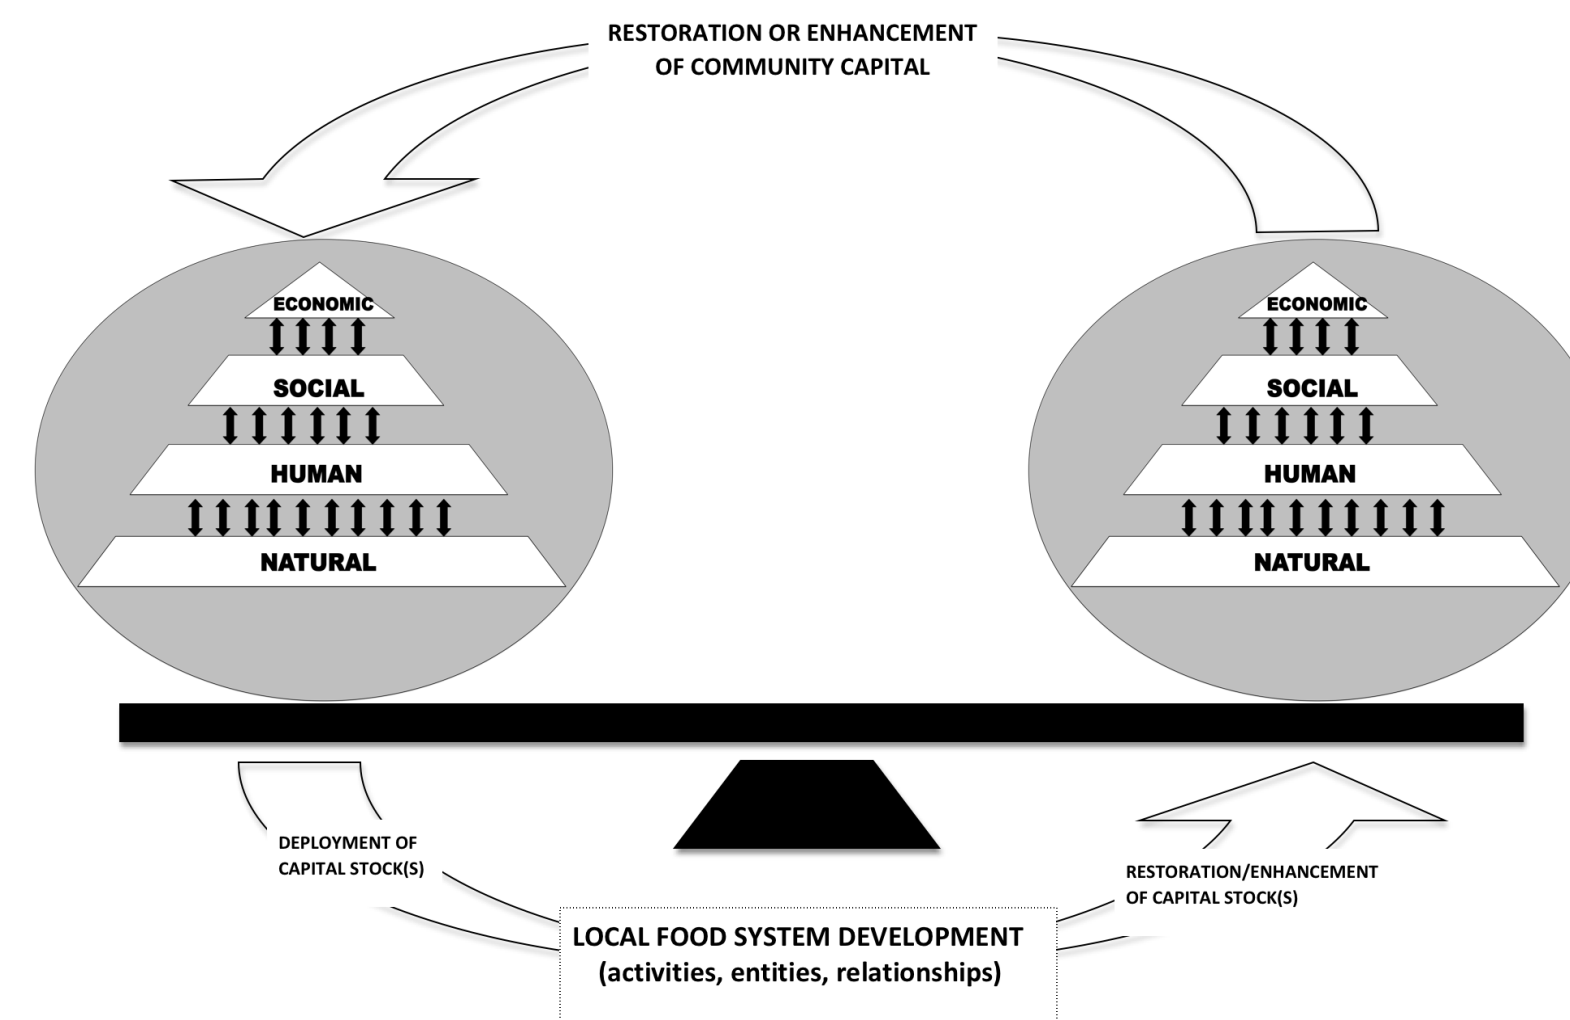 RESTORATION OR ENHANCEMENT
OF COMMUNITY CAPITAL
ECONOMIC
SOCIAL
HUMAN
NATURAL
ECONOMIC
SOCIAL
HUMAN
NATURAL
DEPLOYMENT OF
CAPITAL STOCK(S)
RESTORATION/ENHANCEMENT
OF CAPITAL STOCK(S)
LOCAL FOOD SYSTEM DEVELOPMENT
(activities, entities, relationships)